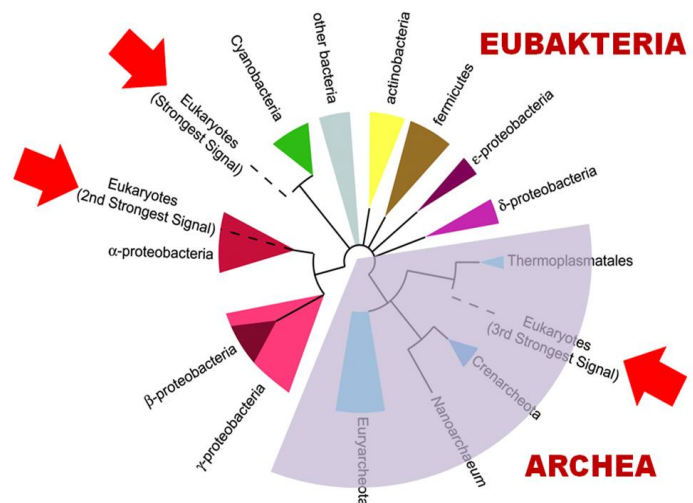 EUBAKTERIA
Cyanobacteria
other bacteria
actinobacteria
fermicutes
ε-proteobacteria
δ-proteobacteria
Eukaryotes
(Strongest Signal)
Eukaryotes
(2nd Strongest Signal)
α-proteobacteria
β-proteobacteria
γ-proteobacteria
Thermoplasmatales
Eukaryotes
(3rd Strongest Signal)
Crenarcheota
Nanoarchaeum
Euryarcheota
ARCHEA